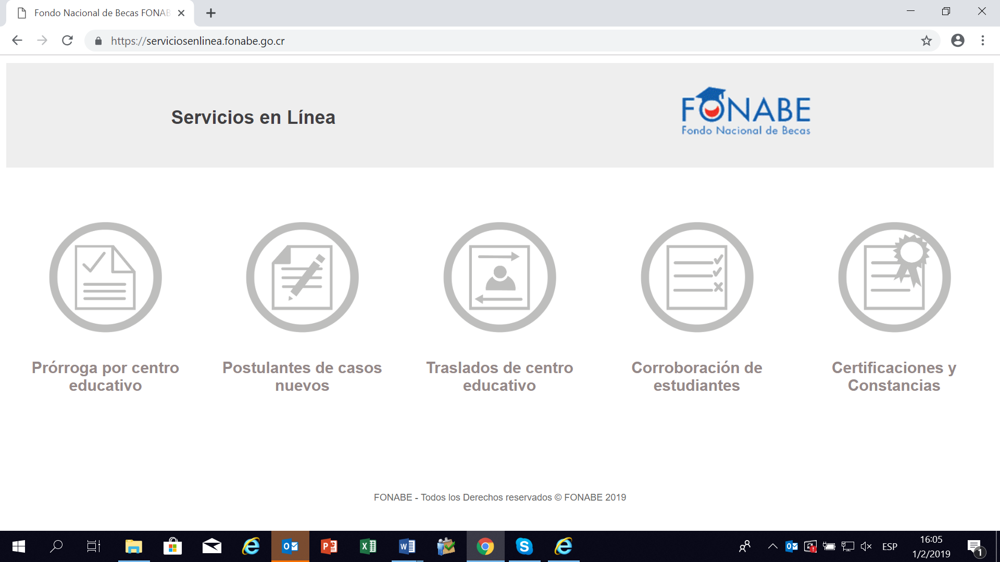 Fondo Nacional de Becas FONAB
https://serviciosenlinea.fonabe.go.cr
Servicios en Línea
FONABE
Fondo Nacional de Becas
Prórroga por centro
educativo
Postulantes de casos
nuevos
Traslados de centro
educativo
Corroboración de
estudiantes
Certificaciones y
Constancias
FONABE - Todos los Derechos reservados © FONABE 2019
ESP
16:05
1/2/2019
1